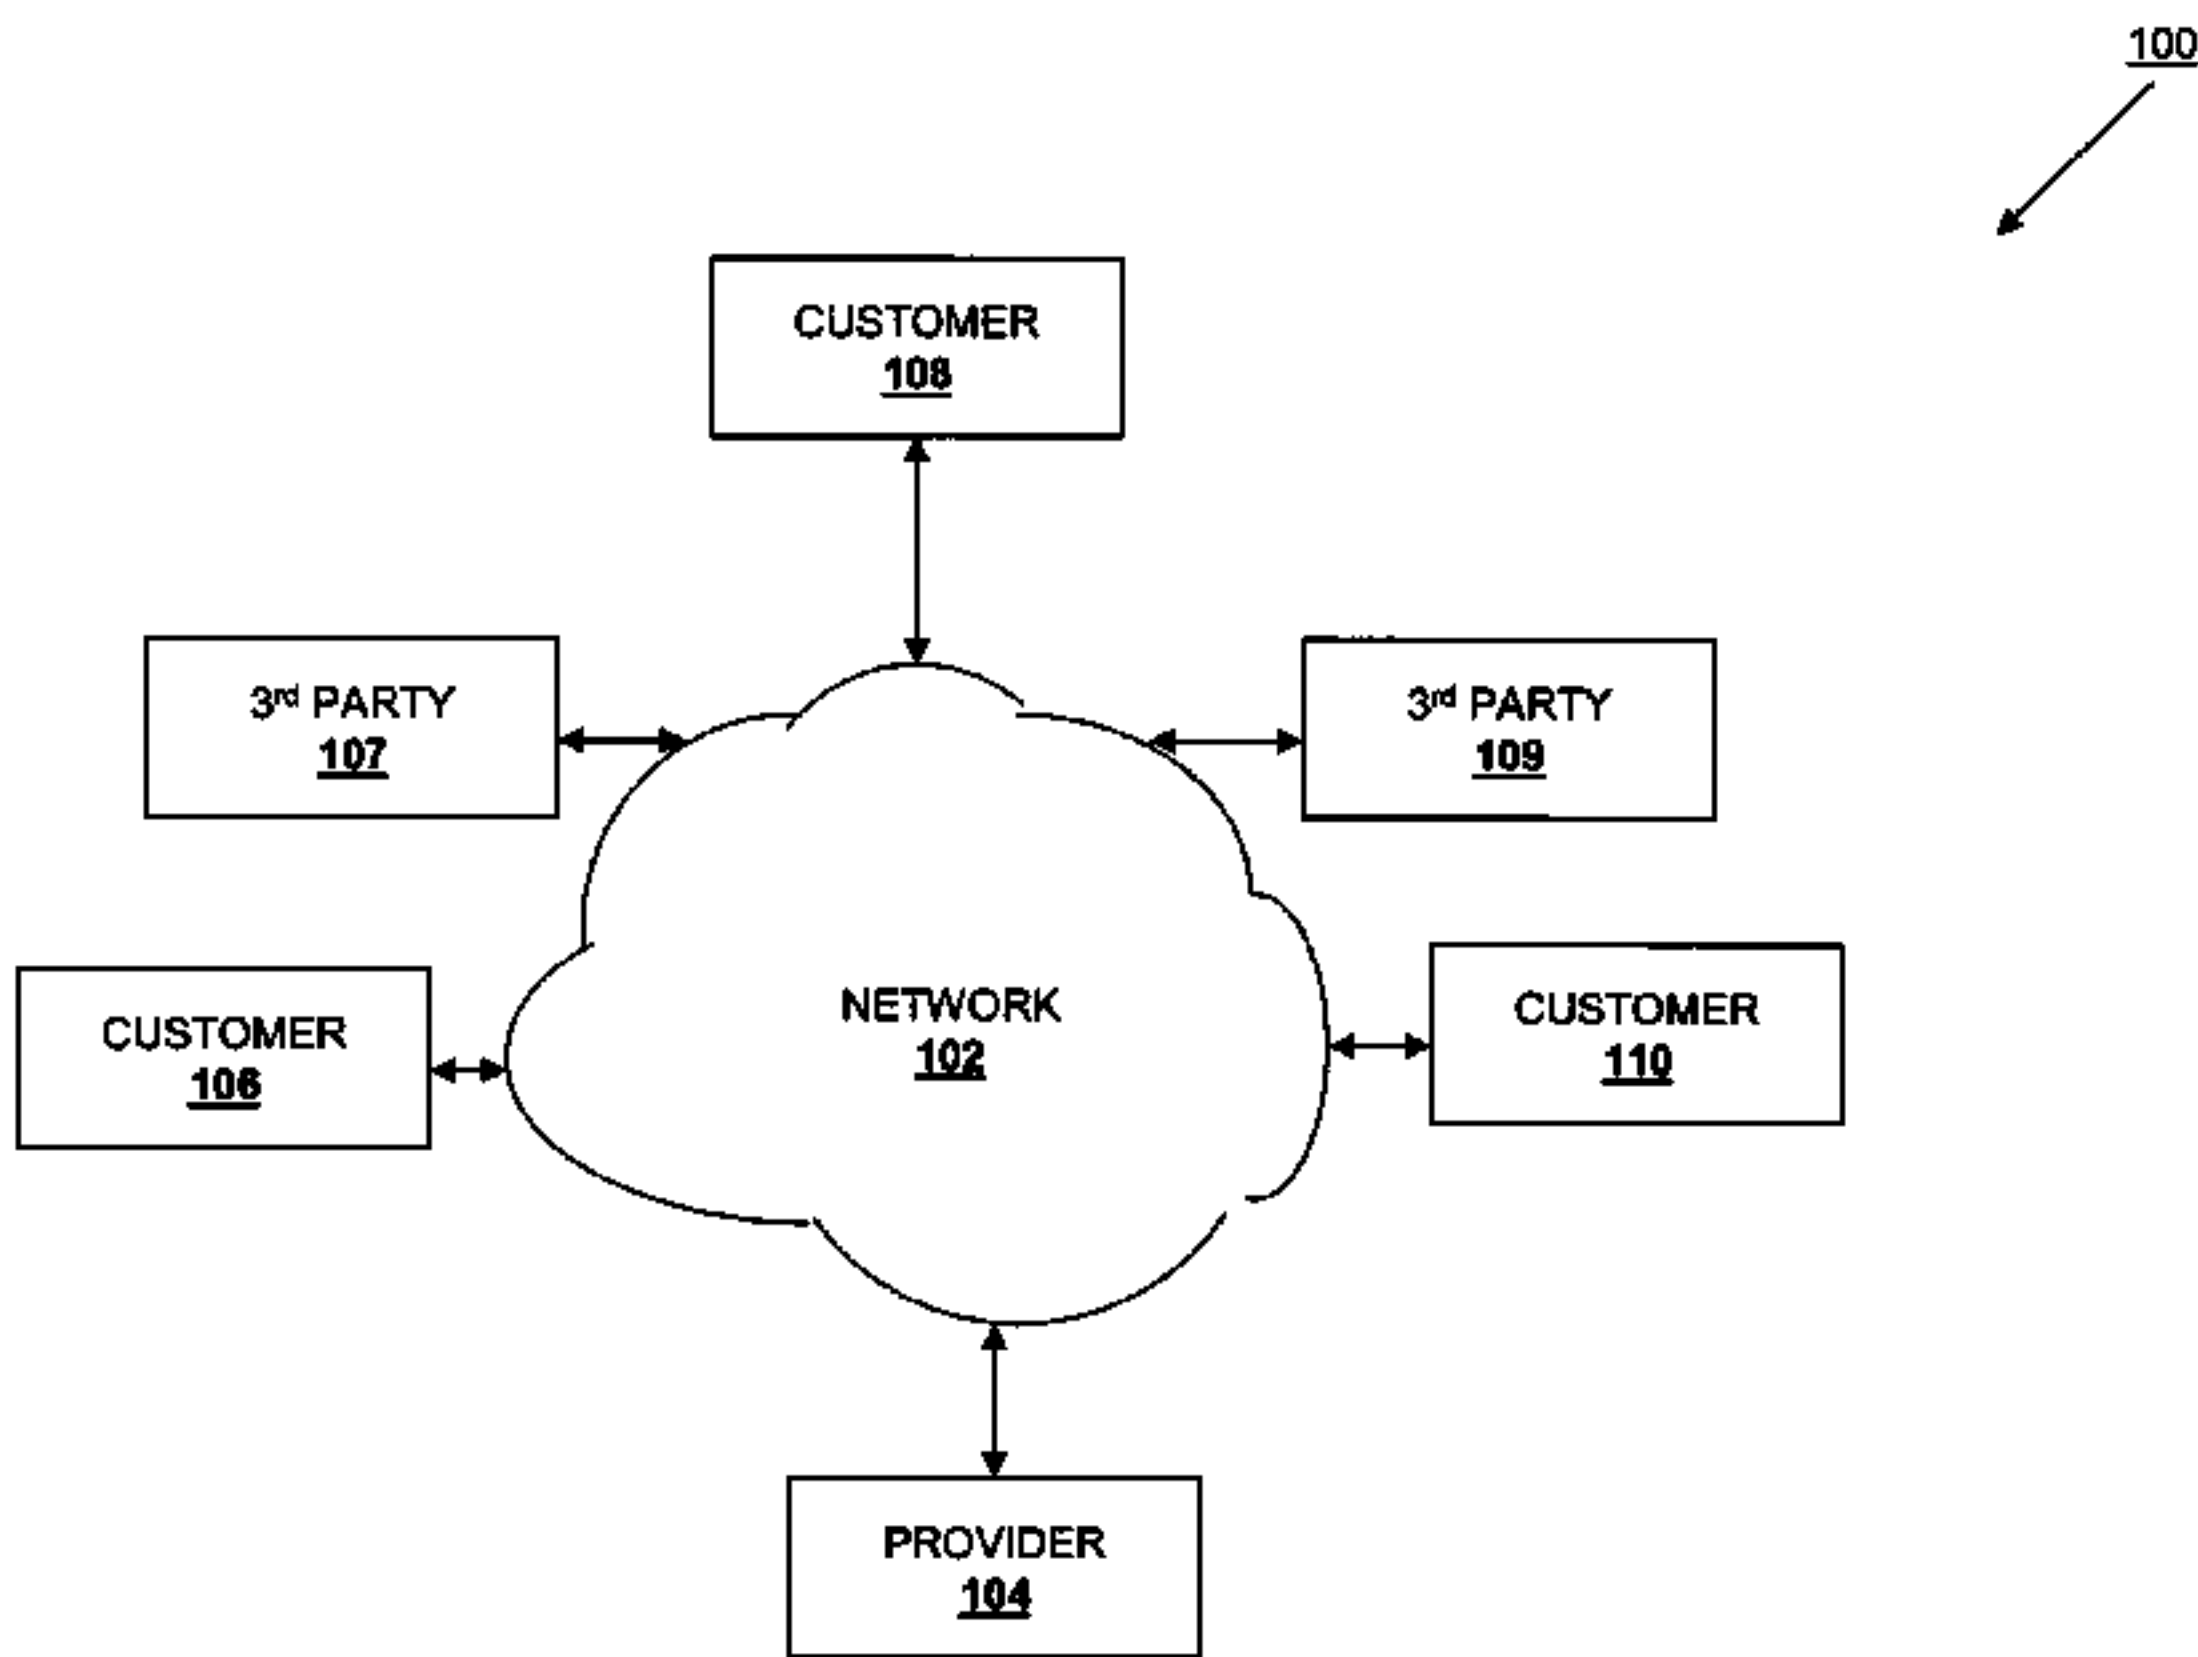 100
CUSTOMER
108
3rd PARTY
107
3rd PARTY
109
CUSTOMER
106
NETWORK
102
CUSTOMER
110
PROVIDER
104